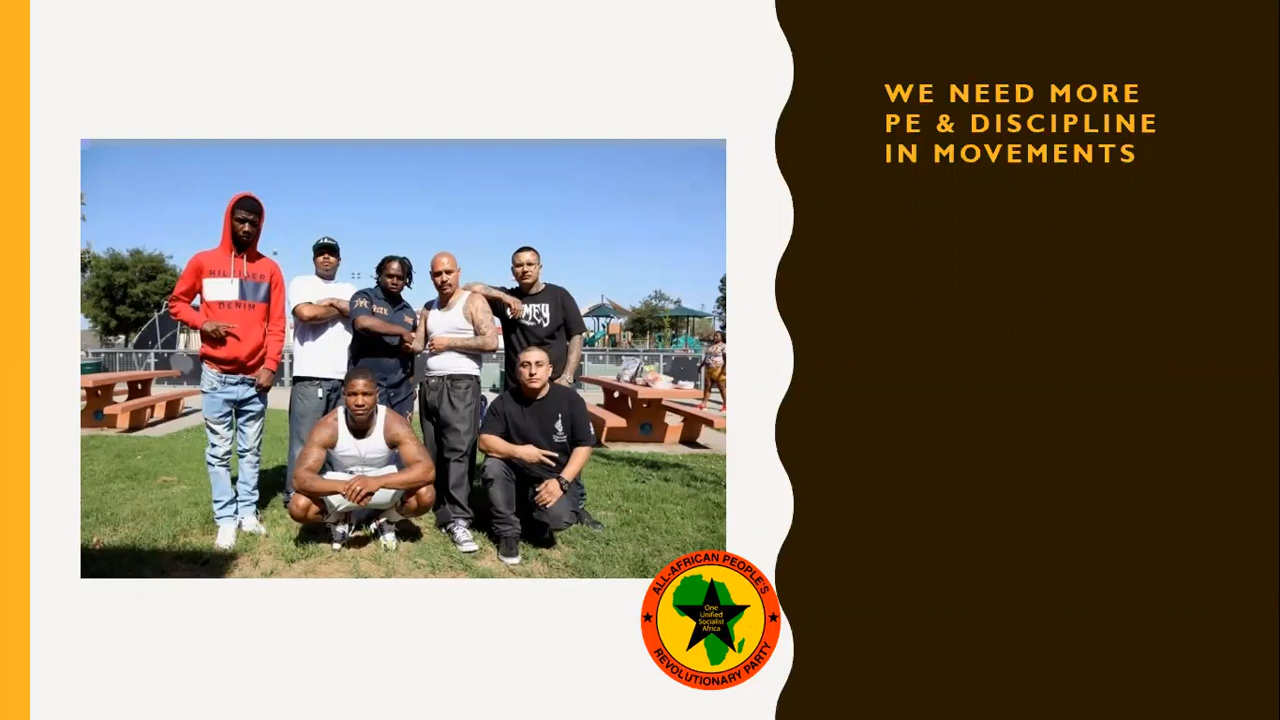 WE NEED MORE
PE & DISCIPLINE
IN MOVEMENTS
HILFIGER
DENIM
ALL-AFRICAN PEOPLE'S
One
Unified
Socialist
Africa
REVOLUTIONARY PARTY